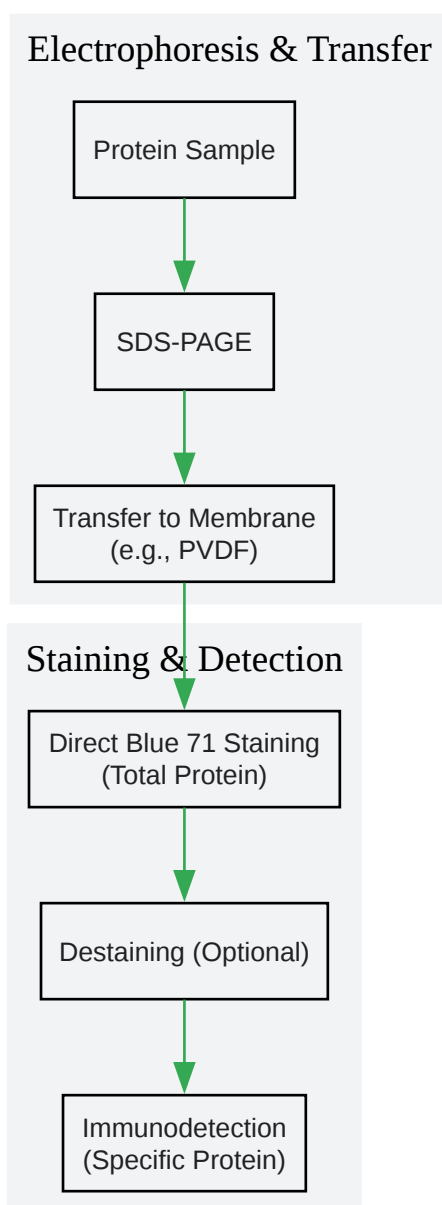 Electrophoresis & Transfer
Protein Sample
SDS-PAGE
Transfer to Membrane
(e.g., PVDF)
Staining & Detection
Direct Blue 71 Staining
(Total Protein)
Destaining (Optional)
Immunodetection
(Specific Protein)